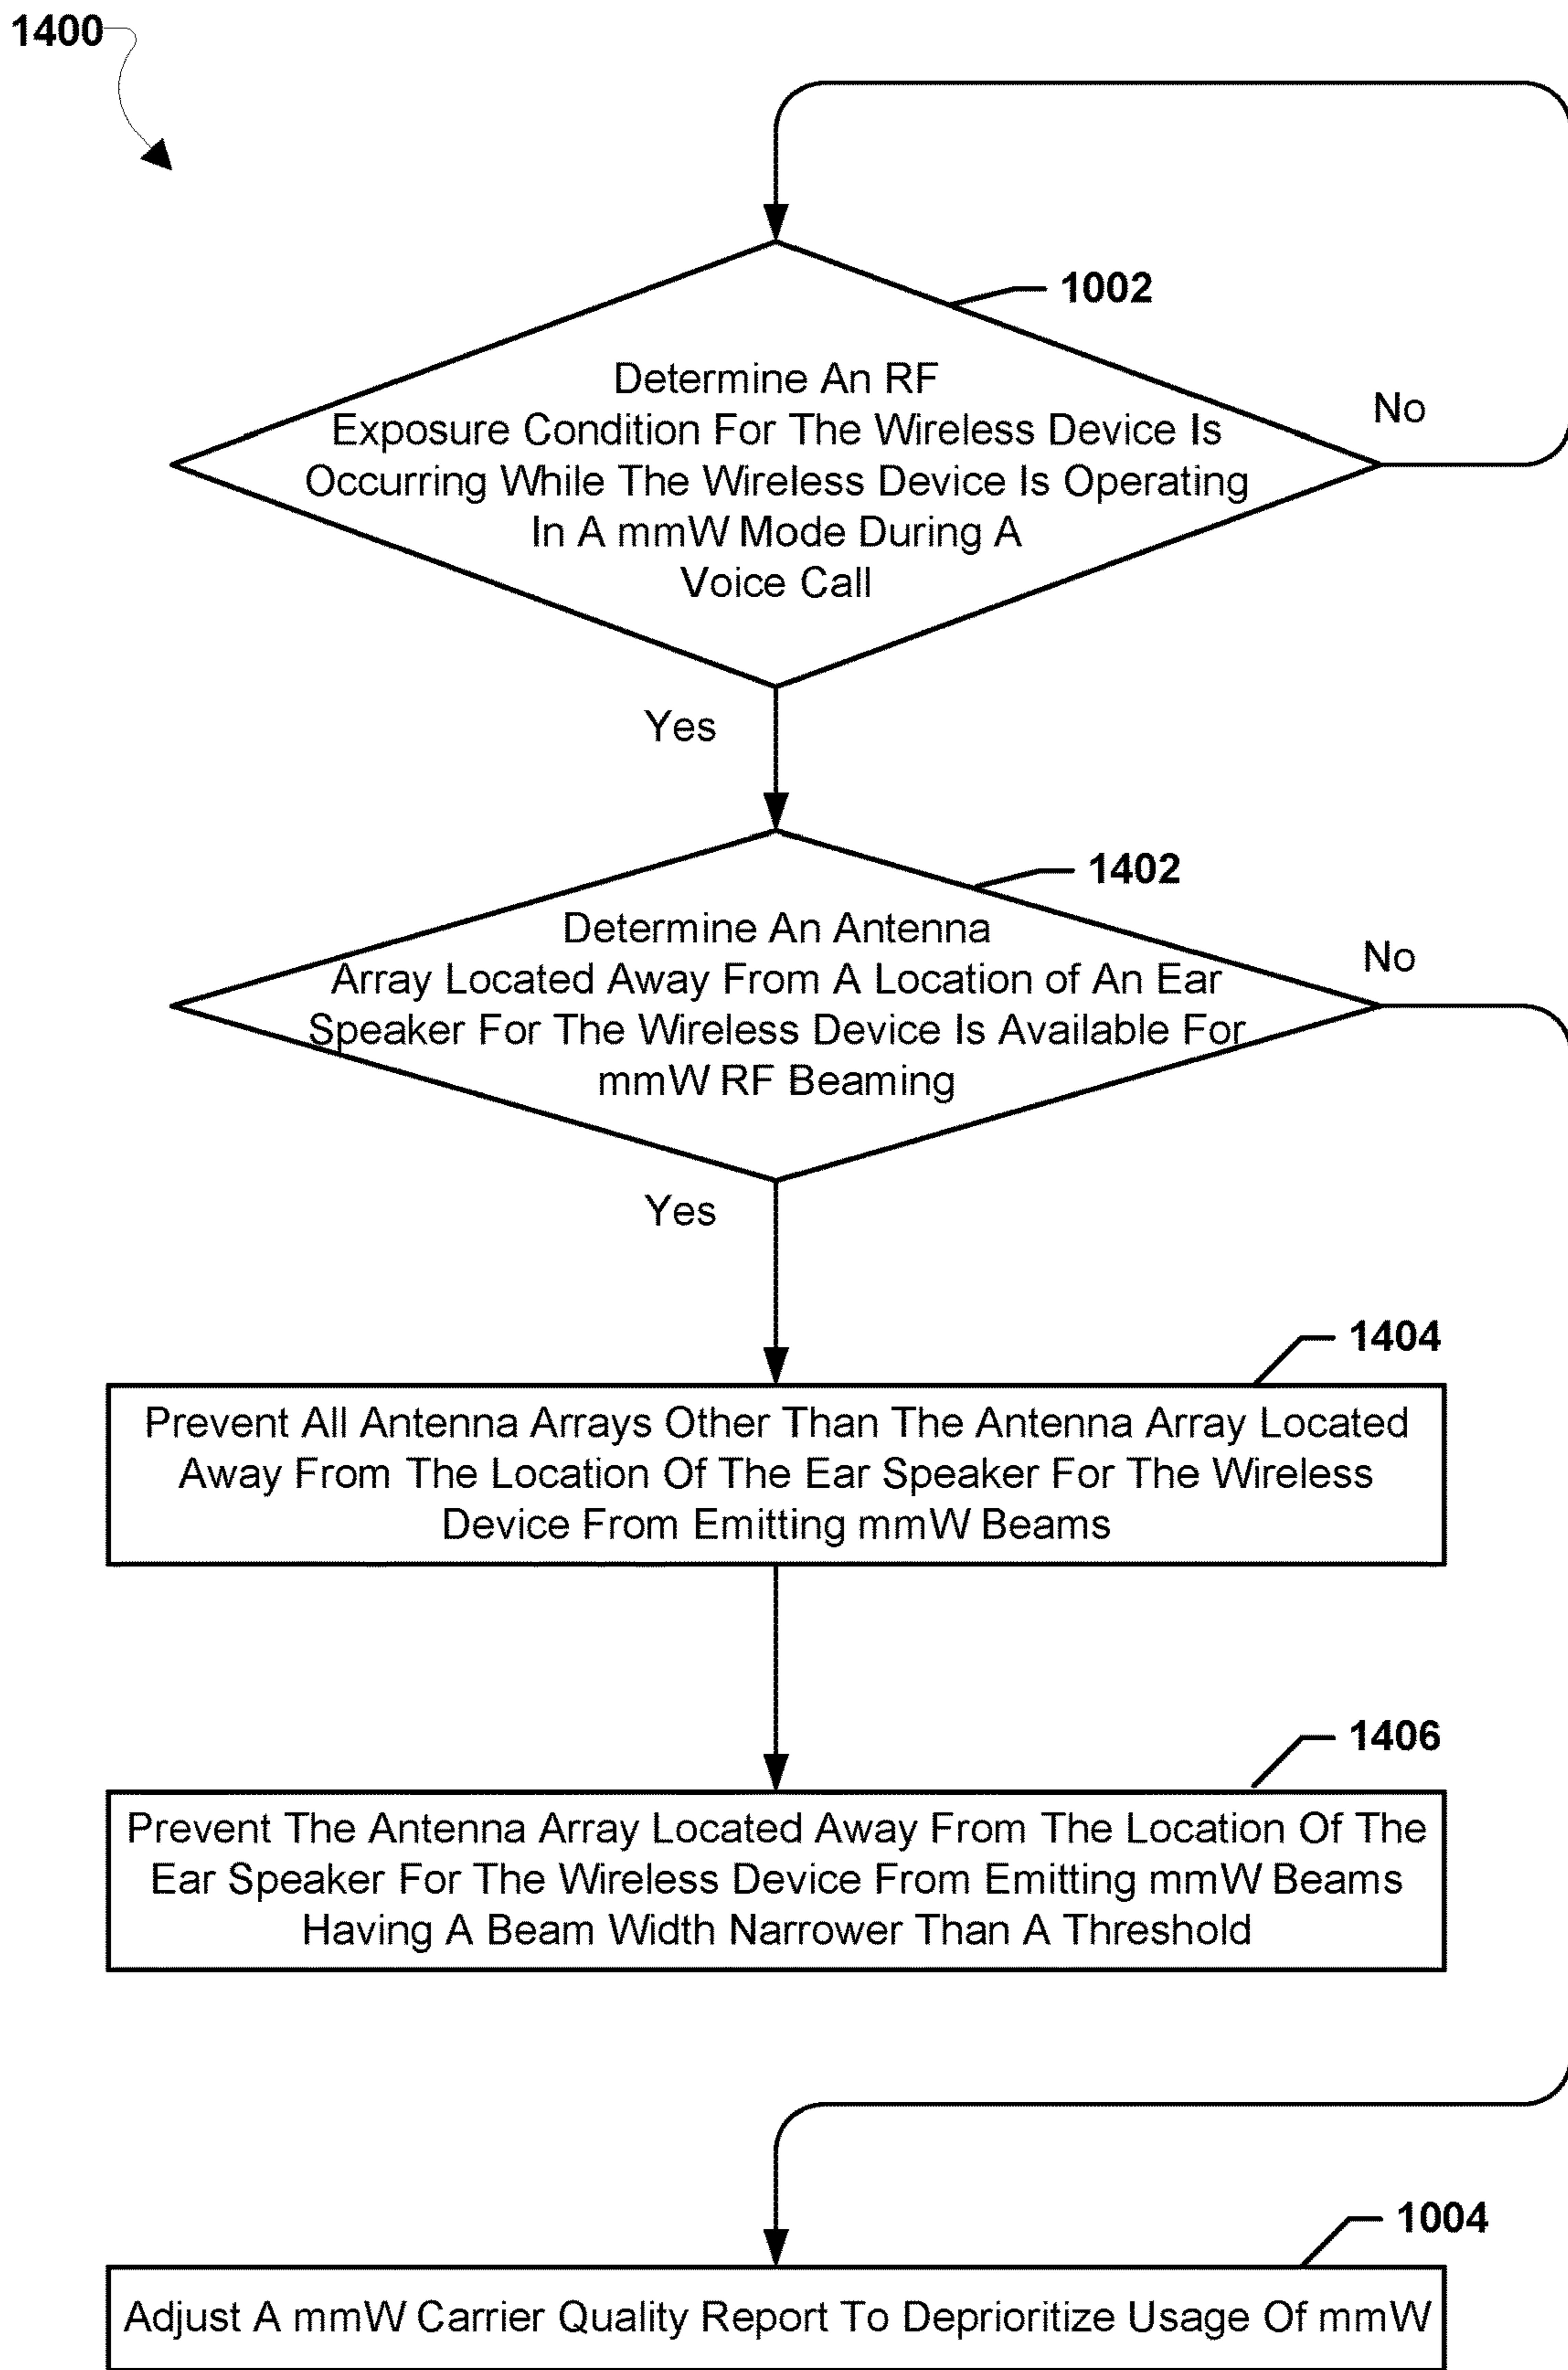 1400
1002
Determine An RF
Exposure Condition For The Wireless Device Is
Occurring While The Wireless Device Is Operating
In A mmW Mode During A
Voice Call
No
Yes
1402
Determine An Antenna
Array Located Away From A Location of An Ear
Speaker For The Wireless Device Is Available For
mmW RF Beaming
No
Yes
1404
Prevent All Antenna Arrays Other Than The Antenna Array Located
Away From The Location Of The Ear Speaker For The Wireless
Device From Emitting mmW Beams
1406
Prevent The Antenna Array Located Away From The Location Of The
Ear Speaker For The Wireless Device From Emitting mmW Beams
Having A Beam Width Narrower Than A Threshold
1004
Adjust A mmW Carrier Quality Report To Deprioritize Usage Of mmW